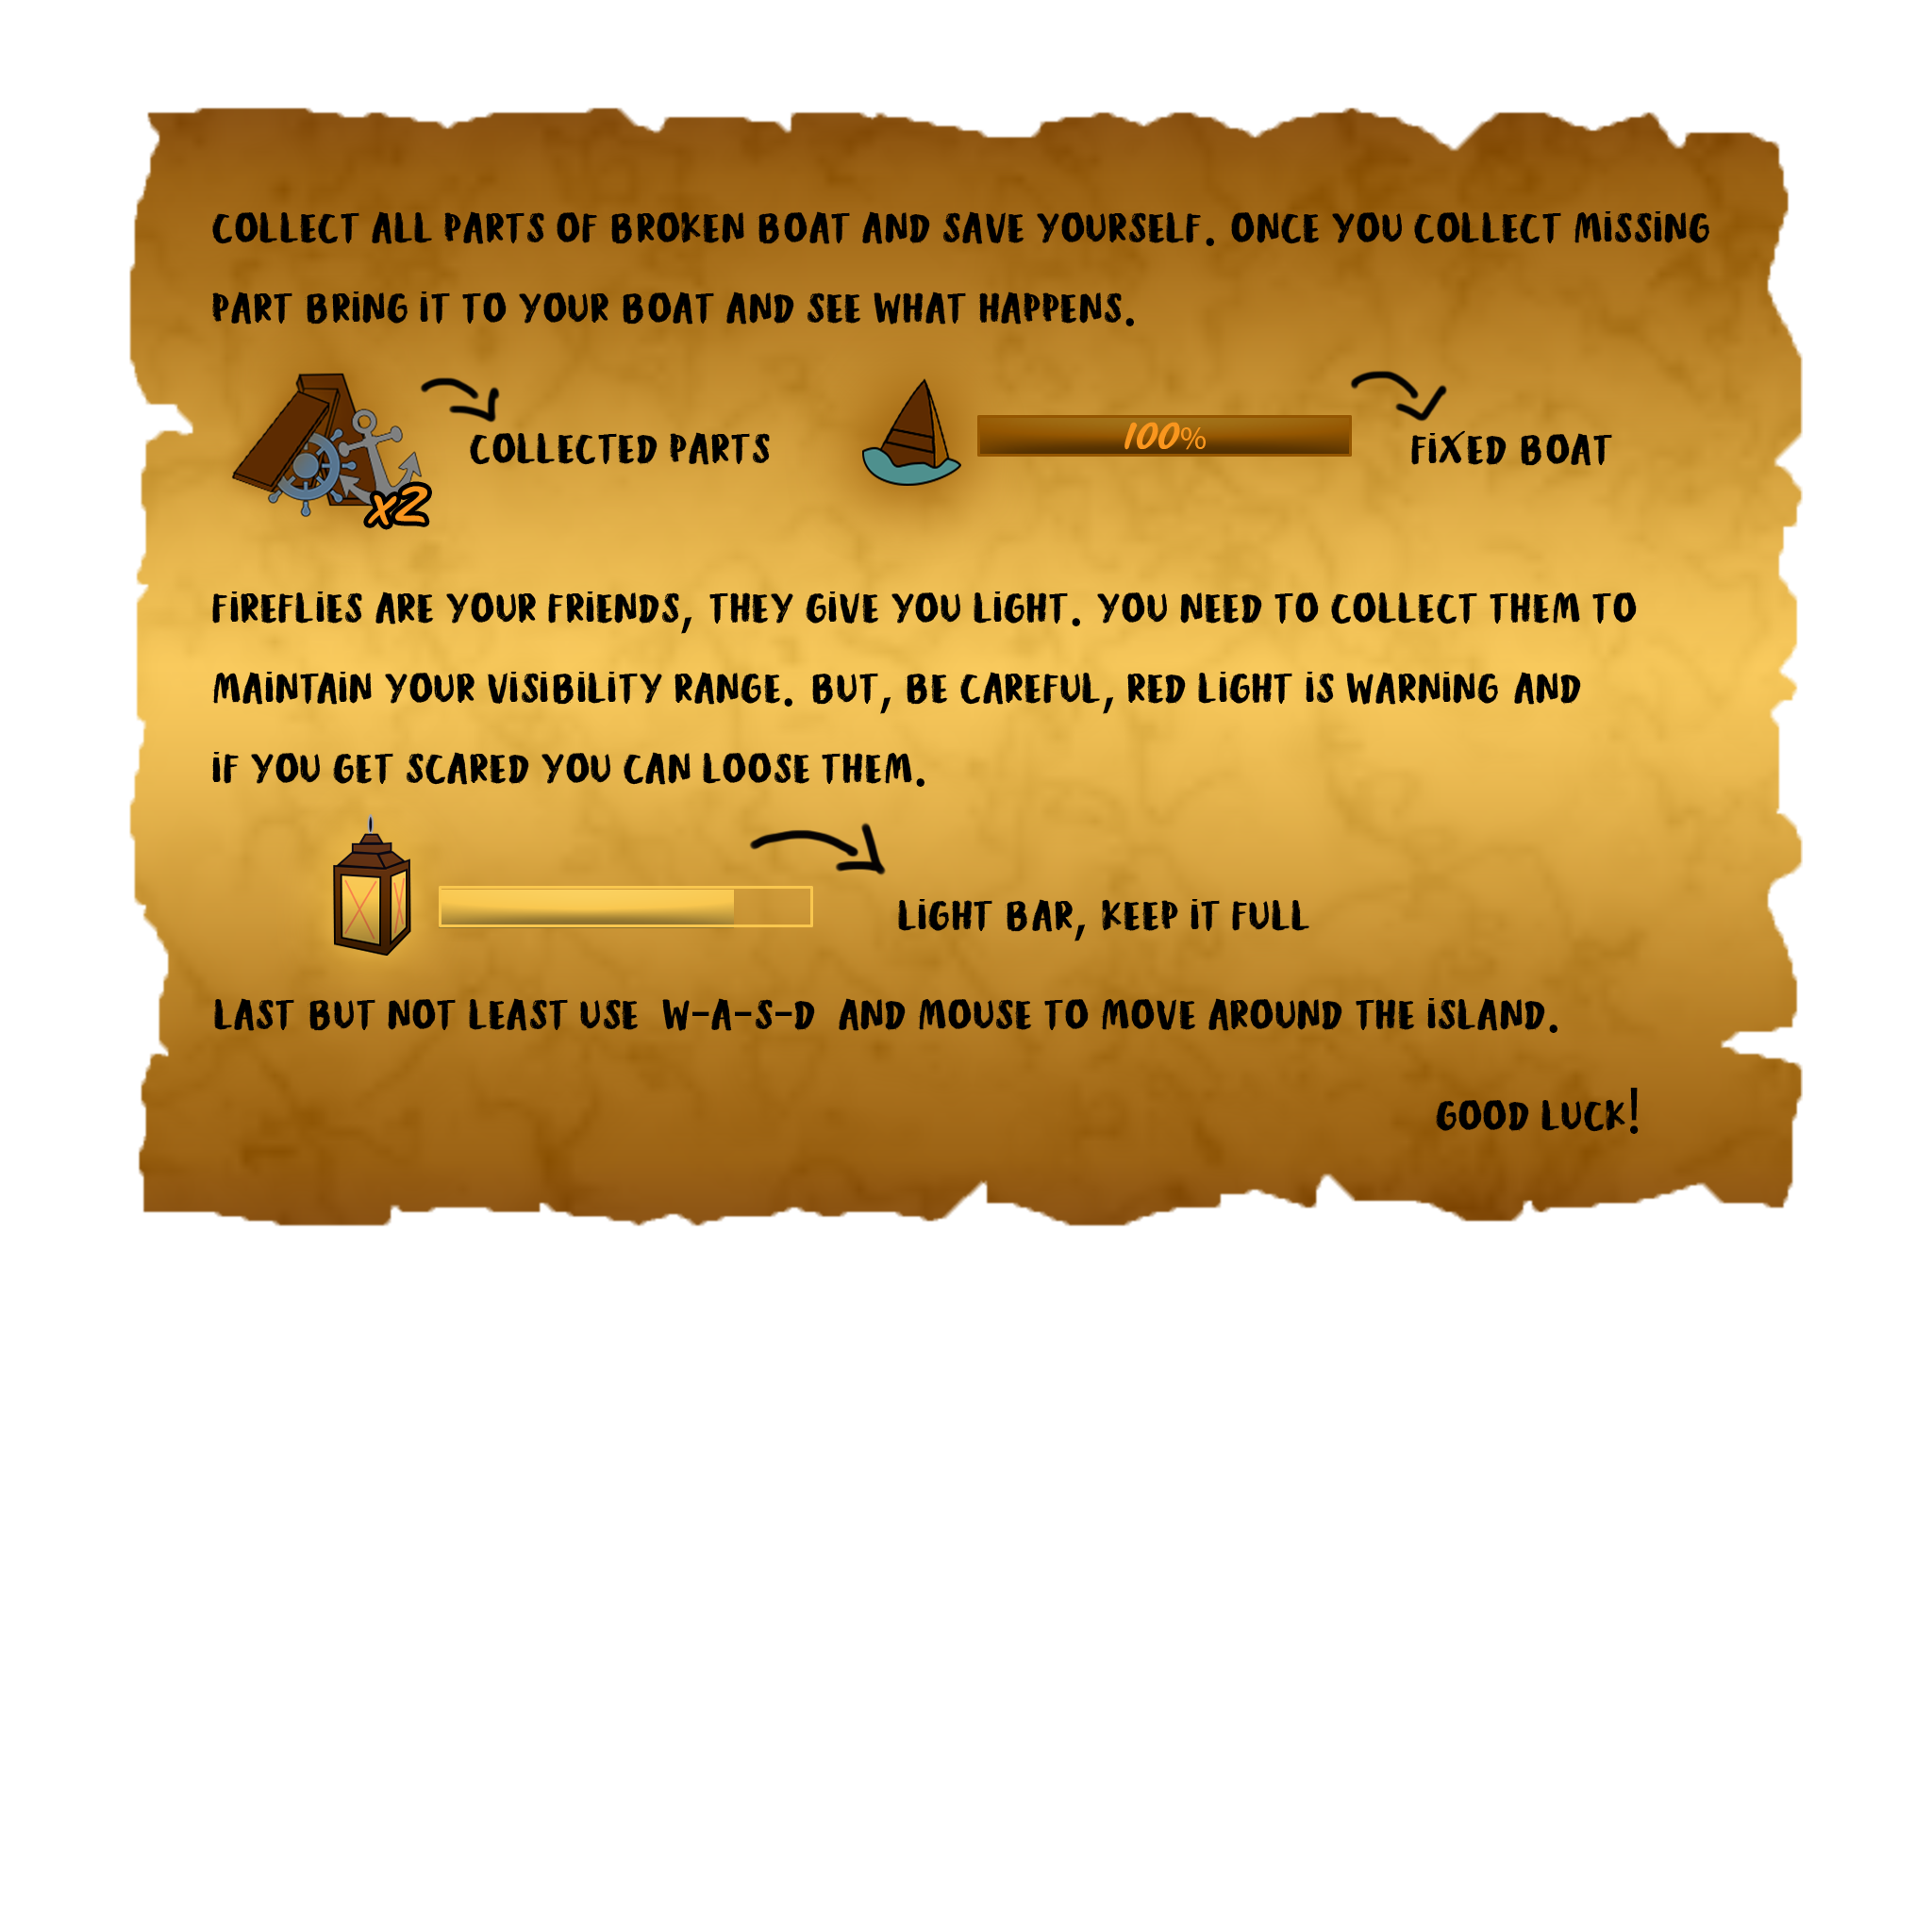 COLLECT ALL PARTS OF BROKEN BOAT AND SAVE YOURSELF. ONCE YOU COLLECT MISSING
PART BRING IT TO YOUR BOAT AND SEE WHAT HAPPENS.
x2
COLLECTED PARTS
100%
FIXED BOAT
FIREFLIES ARE YOUR FRIENDS, THEY GIVE YOU LIGHT. YOU NEED TO COLLECT THEM TO
MAINTAIN YOUR VISIBILITY RANGE. BUT, BE CAREFUL, RED LIGHT IS WARNING AND
IF YOU GET SCARED YOU CAN LOOSE THEM.
LIGHT BAR, KEEP IT FULL
LAST BUT NOT LEAST USE W-A-S-D AND MOUSE TO MOVE AROUND THE ISLAND.
GOOD LUCK!